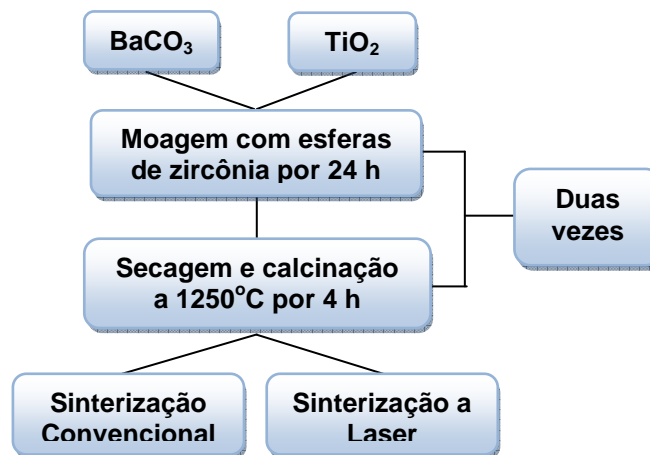 BaCO₃
TiO₂
Moagem com esferas
de zircônia por 24 h
Duas
vezes
Secagem e calcinação
a 1250°C por 4 h
Sinterização
Convencional
Sinterização a
Laser